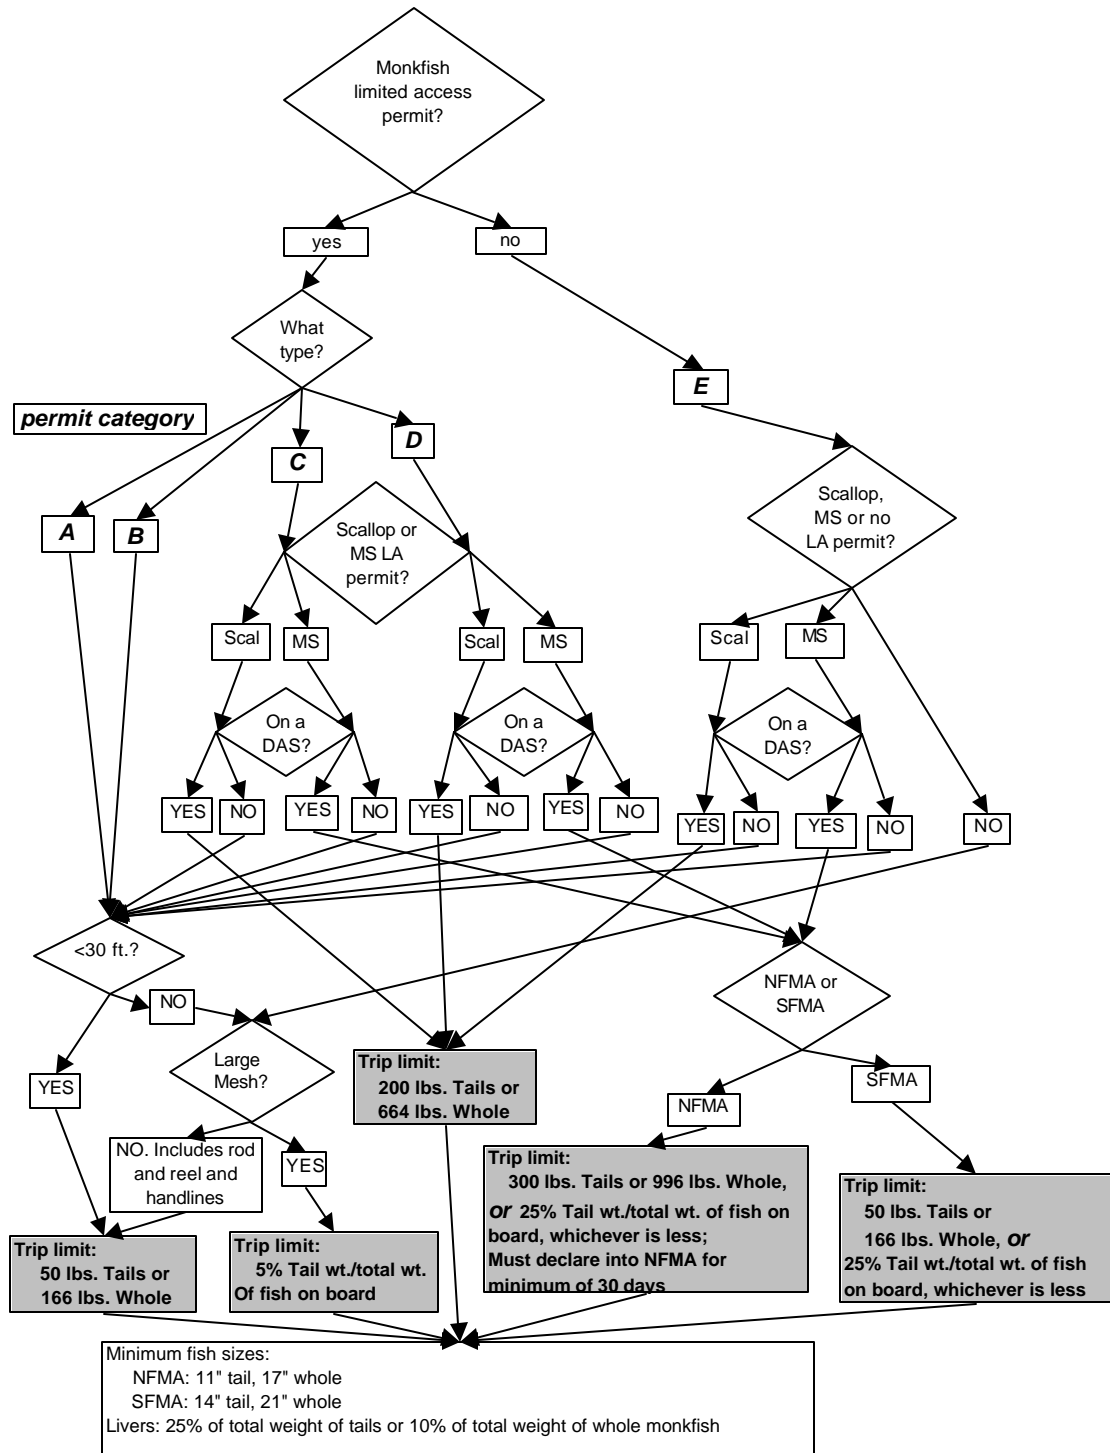 Monkfish
limited access
permit?
yes
no
What
type?
E
permit category
D
C
A
B
Scallop or
MS LA
permit?
Scallop,
MS or no
LA permit?
Scal
MS
Scal
MS
Scal
MS
On a
DAS?
On a
DAS?
On a
DAS?
YES
NO
YES
NO
YES
NO
YES
NO
YES
NO
YES
NO
NO
<30 ft.?
NO
NFMA or
SFMA
Large
Mesh?
YES
Trip limit:
200 lbs. Tails or
664 lbs. Whole
SFMA
NFMA
NO. Includes rod
and reel and
handlines
YES
Trip limit:
300 lbs. Tails or 996 lbs. Whole,
or 25% Tail wt./total wt. of fish on
board, whichever is less;
Must declare into NFMA for
minimum of 30 days
Trip limit:
50 lbs. Tails or
166 lbs. Whole, or
25% Tail wt./total wt. of fish
on board, whichever is less
Trip limit:
50 lbs. Tails or
166 lbs. Whole
Trip limit:
5% Tail wt./total wt.
Of fish on board
Minimum fish sizes:
NFMA: 11" tail, 17" whole
SFMA: 14" tail, 21" whole
Livers: 25% of total weight of tails or 10% of total weight of whole monkfish